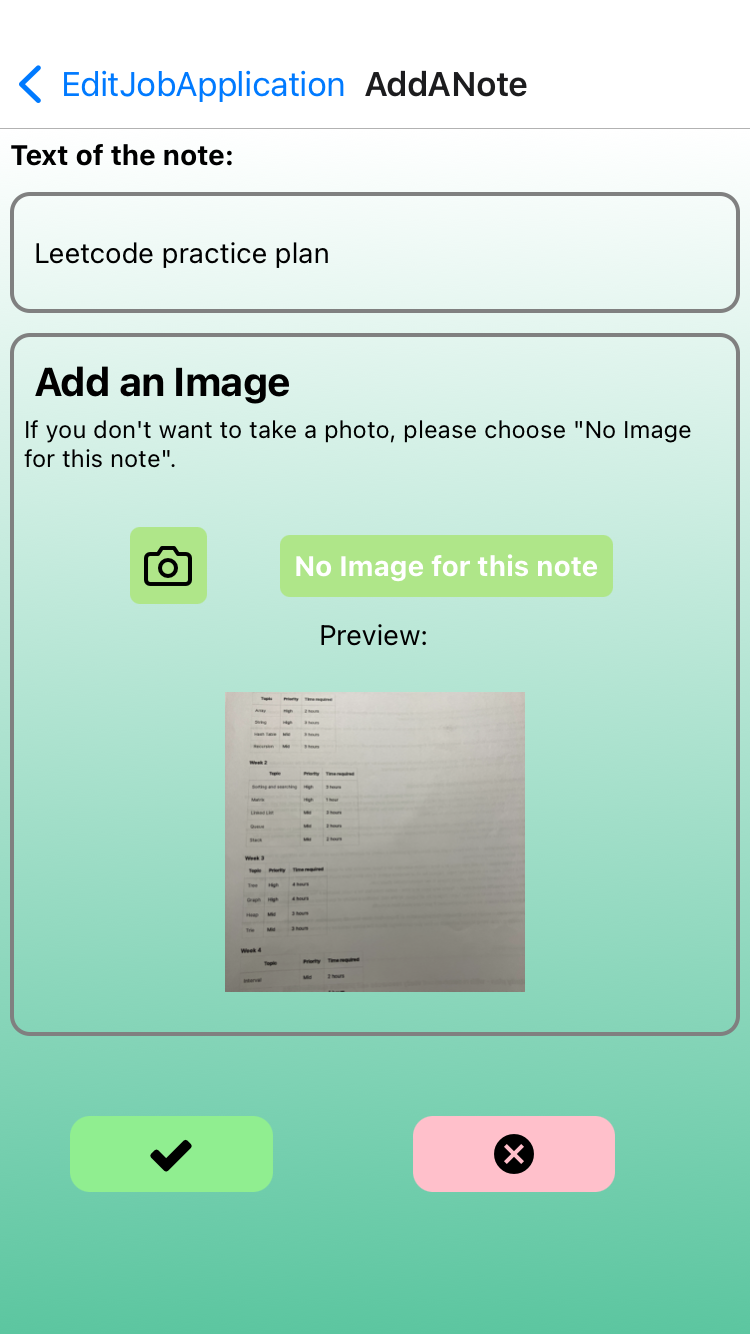 EditJobApplication AddANote
Text of the note:
Leetcode practice plan
Add an Image
If you don't want to take a photo, please choose "No Image
for this note".
No Image for this note
Preview:
Topic Priority Time required
Array High 2 hours
String High 3 hours
Hash Table Mid 3 hours
Recursion Mid 3 hours
Week 2
Topic Priority Time required
Sorting and searching High 3 hours
Matrix High 1 hour
Linked List Mid 3 hours
Queue Mid 2 hours
Stack Mid 2 hours
Week 3
Topic Priority Time required
Tree High 4 hours
Graph High 4 hours
Heap Mid 3 hours
Trie Mid 3 hours
Week 4
Topic Priority Time required
Interval Mid 2 hours